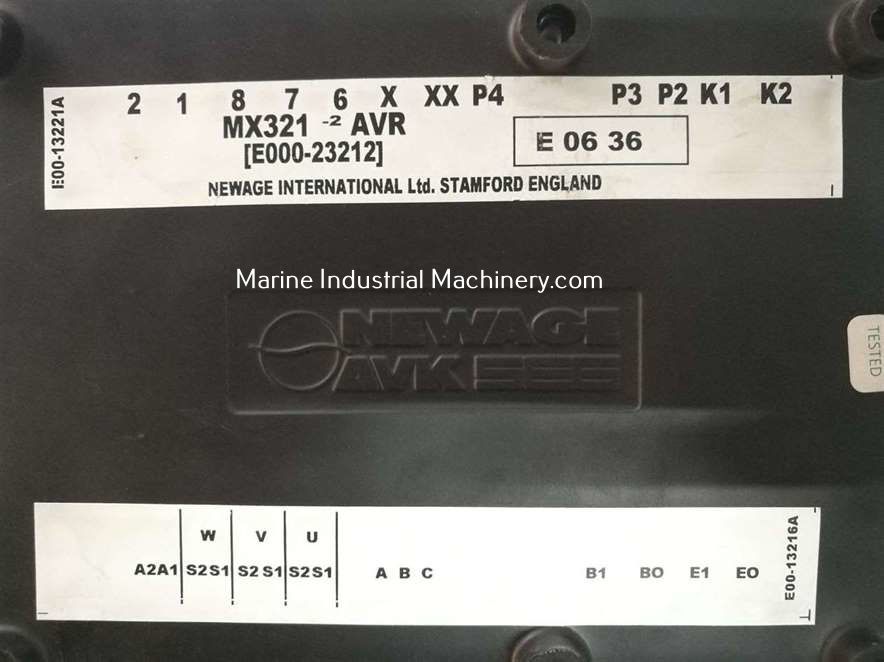 E00-13221A
2 1 8 7 6 X XX P4 P3 P2 K1 K2
MX321 -2 AVR
[E000-23212]
E 06 36
NEWAGE INTERNATIONAL Ltd. STAMFORD ENGLAND
Marine Industrial Machinery.com
NEWAGE
AVK SEG
TESTED
W V U
A2A1 S2S1 S2S1 S2S1 A B C B1 BO E1 EO
E00-13216A